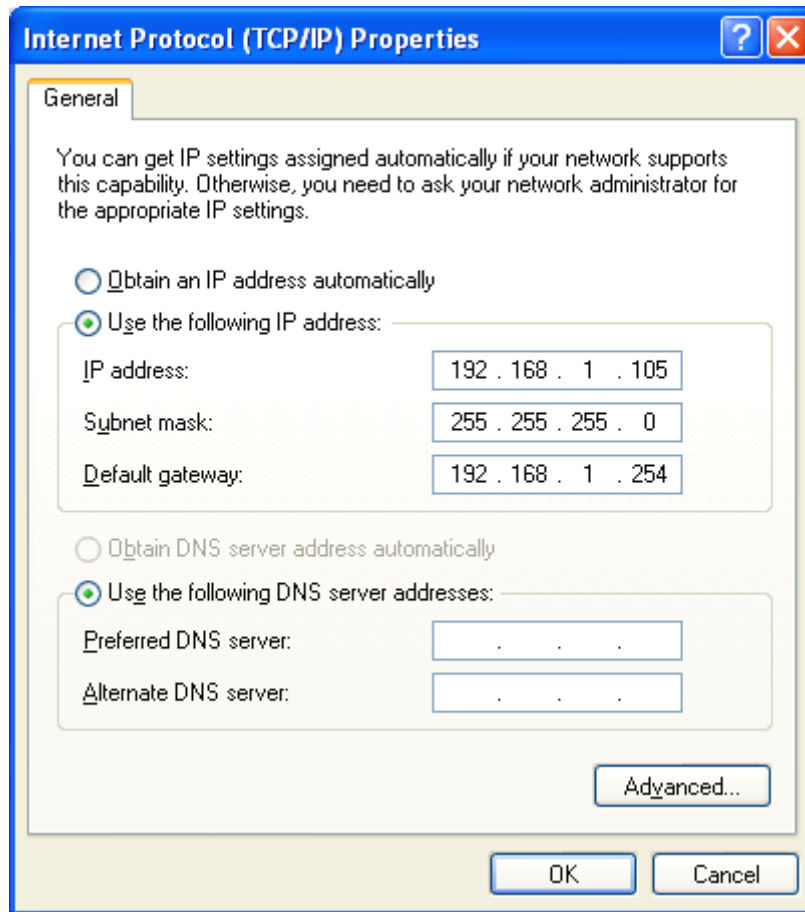 Internet Protocol (TCP/IP) Properties
?
General
You can get IP settings assigned automatically if your network supports
this capability. Otherwise, you need to ask your network administrator for
the appropriate IP settings.
Obtain an IP address automatically
Use the following IP address:
IP address: 192 . 168 . 1 . 105
Subnet mask: 255 . 255 . 255 . 0
Default gateway: 192 . 168 . 1 . 254
Obtain DNS server address automatically
Use the following DNS server addresses:
Preferred DNS server: . . .
Alternate DNS server: . . .
Advanced...
OK Cancel